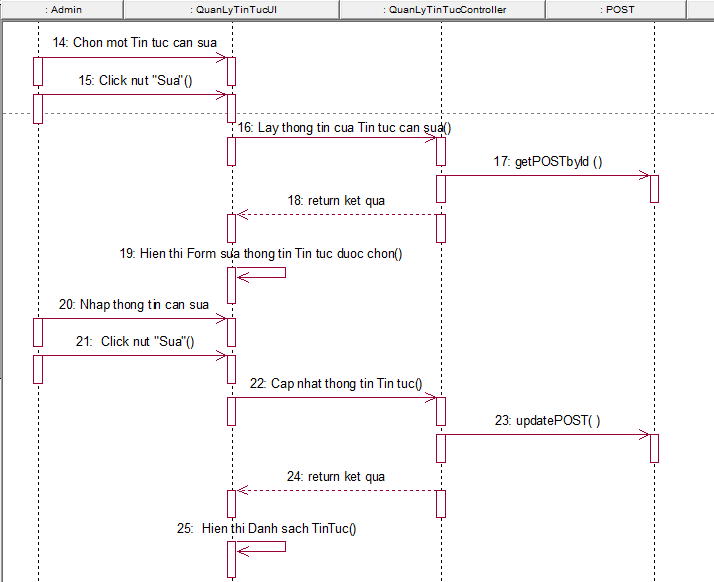 : Admin
: QuanLyTinTucUI
: QuanLyTinTucController
: POST
14: Chon mot Tin tuc can sua
15: Click nut "Sua"()
16: Lay thong tin cua Tin tuc can sua()
17: getPOSTbyId ()
18: return ket qua
19: Hien thi Form sua thong tin Tin tuc duoc chon()
20: Nhap thong tin can sua
21: Click nut "Sua"()
22: Cap nhat thong tin Tin tuc()
23: updatePOST( )
24: return ket qua
25: Hien thi Danh sach TinTuc()